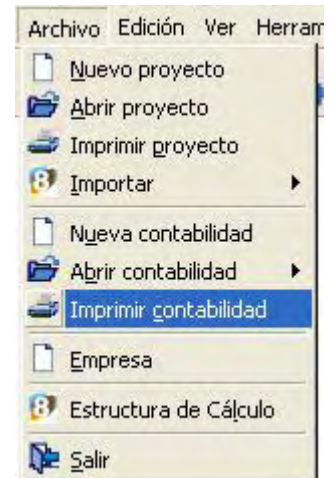 Archivo Edición Ver Herram
Nuevo proyecto
Abrir proyecto
Imprimir proyecto
Importar
Nueva contabilidad
Abrir contabilidad
Imprimir contabilidad
Empresa
Estructura de Cálculo
Salir